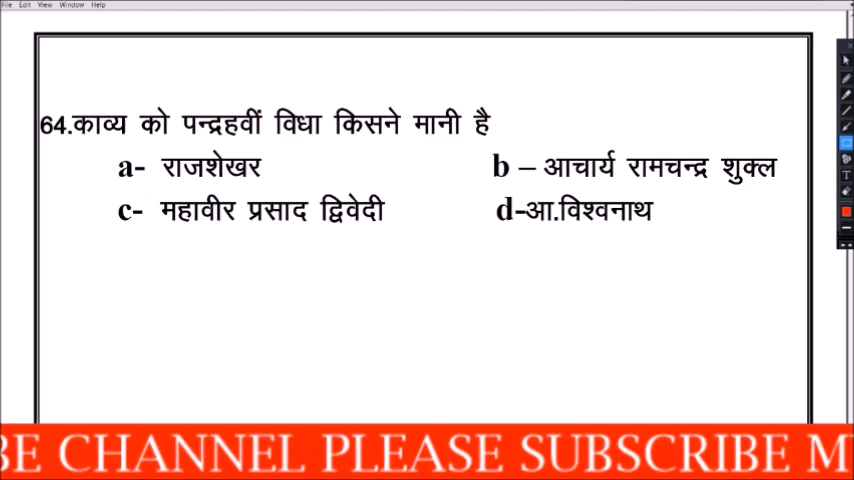 File Edit View Window Help
64.काव्य को पन्द्रहवीं विधा किसने मानी है
a- राजशेखर b – आचार्य रामचन्द्र शुक्ल
c- महावीर प्रसाद द्विवेदी d-आ.विश्वनाथ
BE CHANNEL PLEASE SUBSCRIBE M